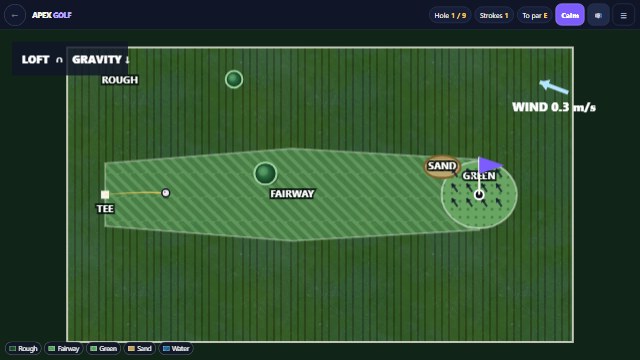 APEX GOLF
Hole 1 / 9
Strokes 1
To par E
Calm
LOFT ∩ GRAVITY ↓
ROUGH
WIND 0.3 m/s
SAND
GREEN
FAIRWAY
TEE
Rough
Fairway
Green
Sand
Water